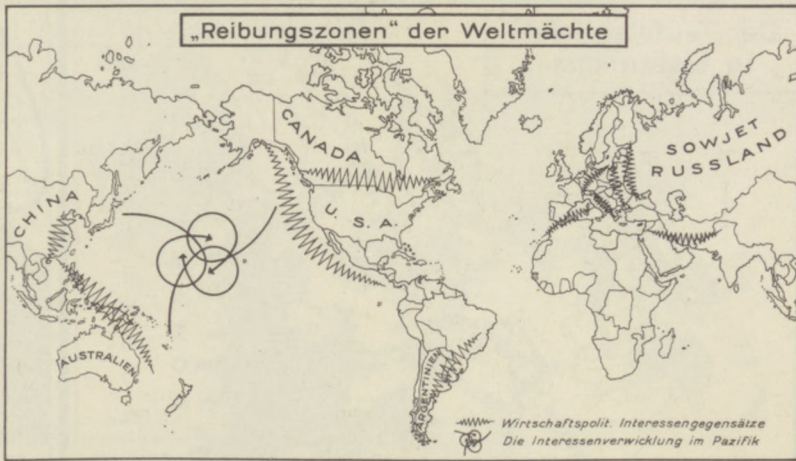 „Reibungszonen“ der Weltmächte
CANADA
SOWJET
RUSSLAND
CHINA
U. S. A.
AUSTRALIEN
ARGENTINIEN
Wirtschaftspolit. Interessengegensätze
Die Interessenverwicklung im Pazifik